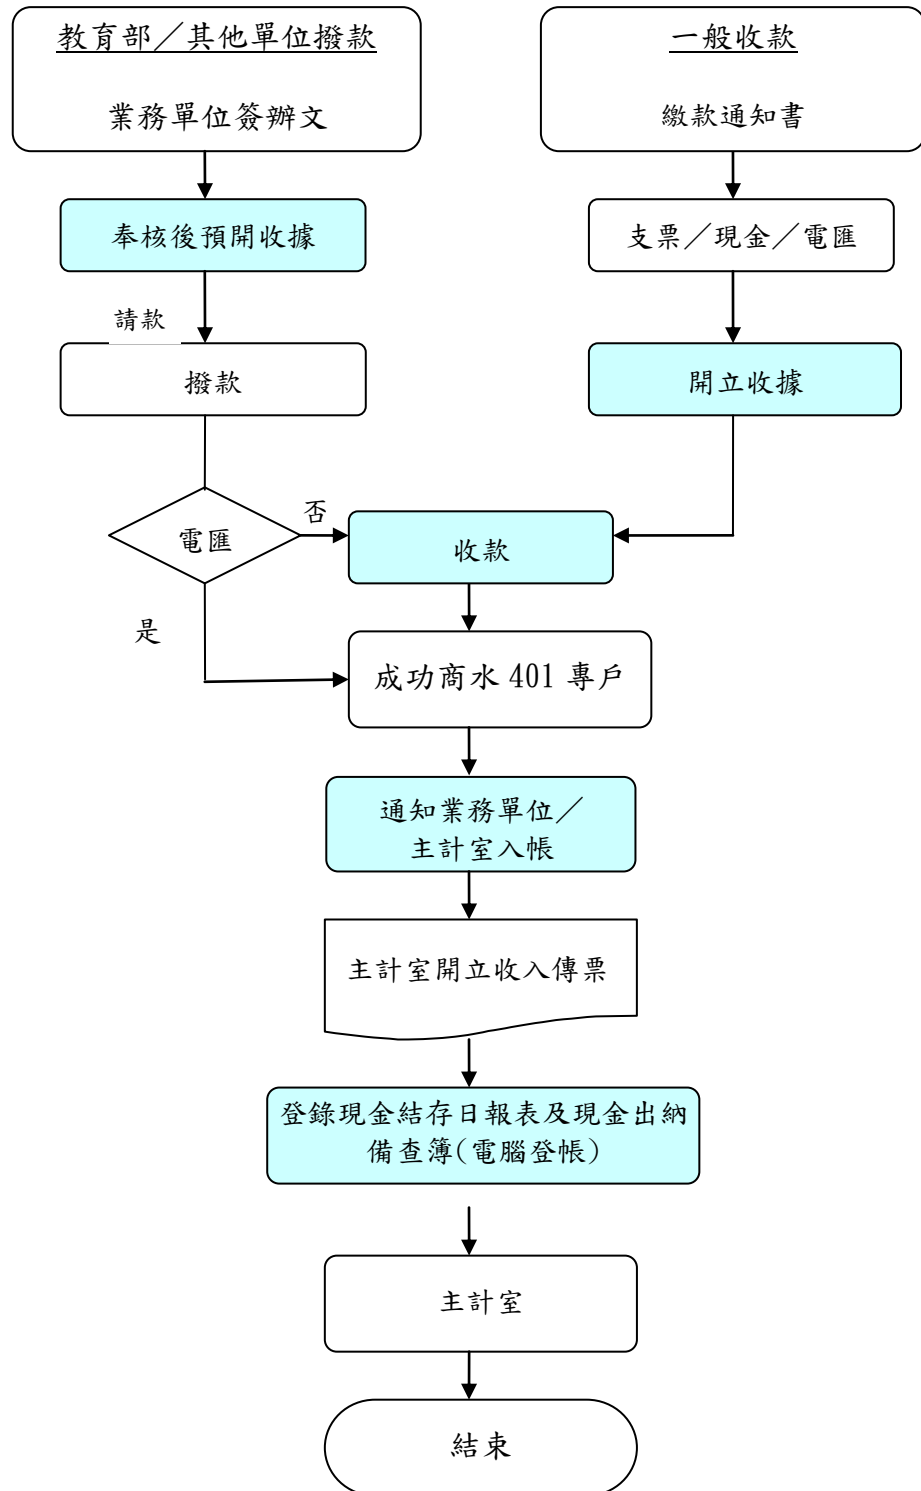 教育部／其他單位撥款
業務單位簽辦文
一般收款
繳款通知書
奉核後預開收據
支票／現金／電匯
請款
撥款
開立收據
電匯
否
收款
是
成功商水 401 專戶
通知業務單位／
主計室入帳
主計室開立收入傳票
登錄現金結存日報表及現金出納
備查簿(電腦登帳)
主計室
結束